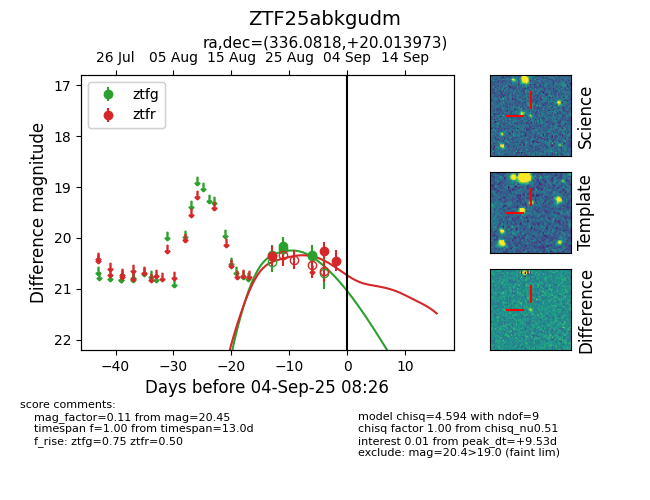 ZTF25abkgudm
ra,dec=(336.0818,+20.013973)
26 Jul 05 Aug 15 Aug 25 Aug 04 Sep 14 Sep
ztfg
ztfr
17
18
19
20
21
22
Difference magnitude
−40 −30 −20 −10 0 10
Days before 04-Sep-25 08:26
Science
Template
Difference
score comments:
mag_factor=0.11 from mag=20.45
timespan f=1.00 from timespan=13.0d
f_rise: ztfg=0.75 ztfr=0.50
model chisq=4.594 with ndof=9
chisq factor 1.00 from chisq_nu0.51
interest 0.01 from peak_dt=+9.53d
exclude: mag=20.4>19.0 (faint lim)